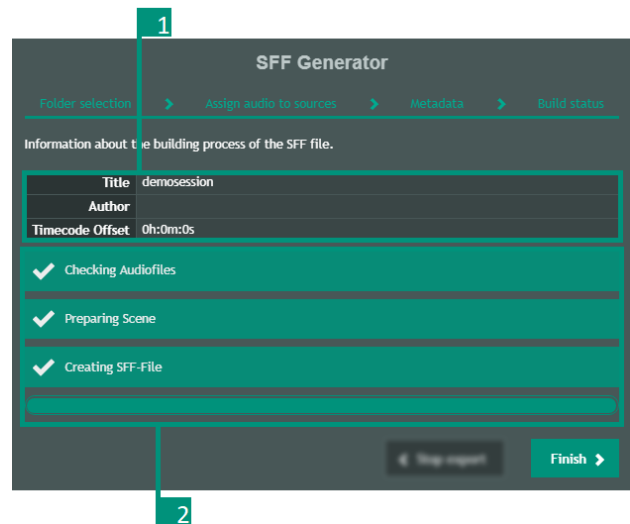 1
SFF Generator
Folder selection > Assign audio to sources > Metadata > Build status
Information about the building process of the SFF file.
Title demosession
Author
Timecode Offset 0h:0m:0s
Checking Audiofiles
Preparing Scene
Creating SFF-File
Stop export
Finish >
2